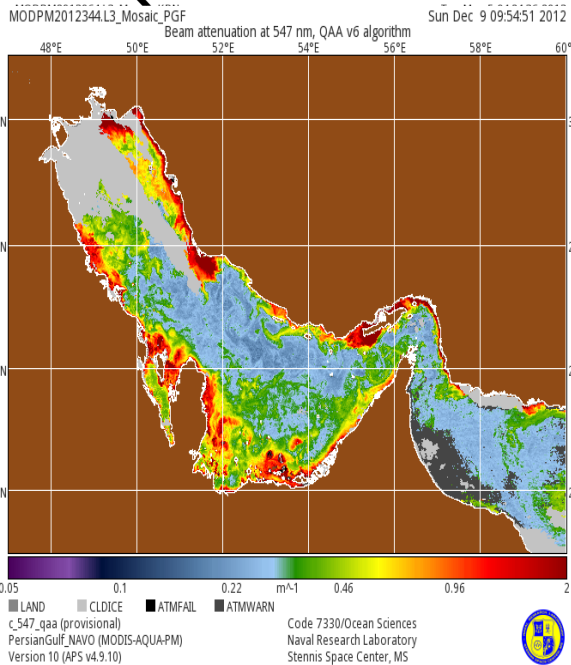 MODPM2012344.L3_Mosaic_PGF
Sun Dec 9 09:54:51 2012
Beam attenuation at 547 nm, QAA v6 algorithm
48°E 50°E 52°E 54°E 56°E 58°E 60°E
N
N
N
N
0.05 0.1 0.22 m^-1 0.46 0.96 2
LAND CLDICE ATMFAIL ATMWARN
c_547_qaa (provisional)
PersianGulf_NAVO (MODIS-AQUA-PM)
Version 10 (APS v4.9.10)
Code 7330/Ocean Sciences
Naval Research Laboratory
Stennis Space Center, MS